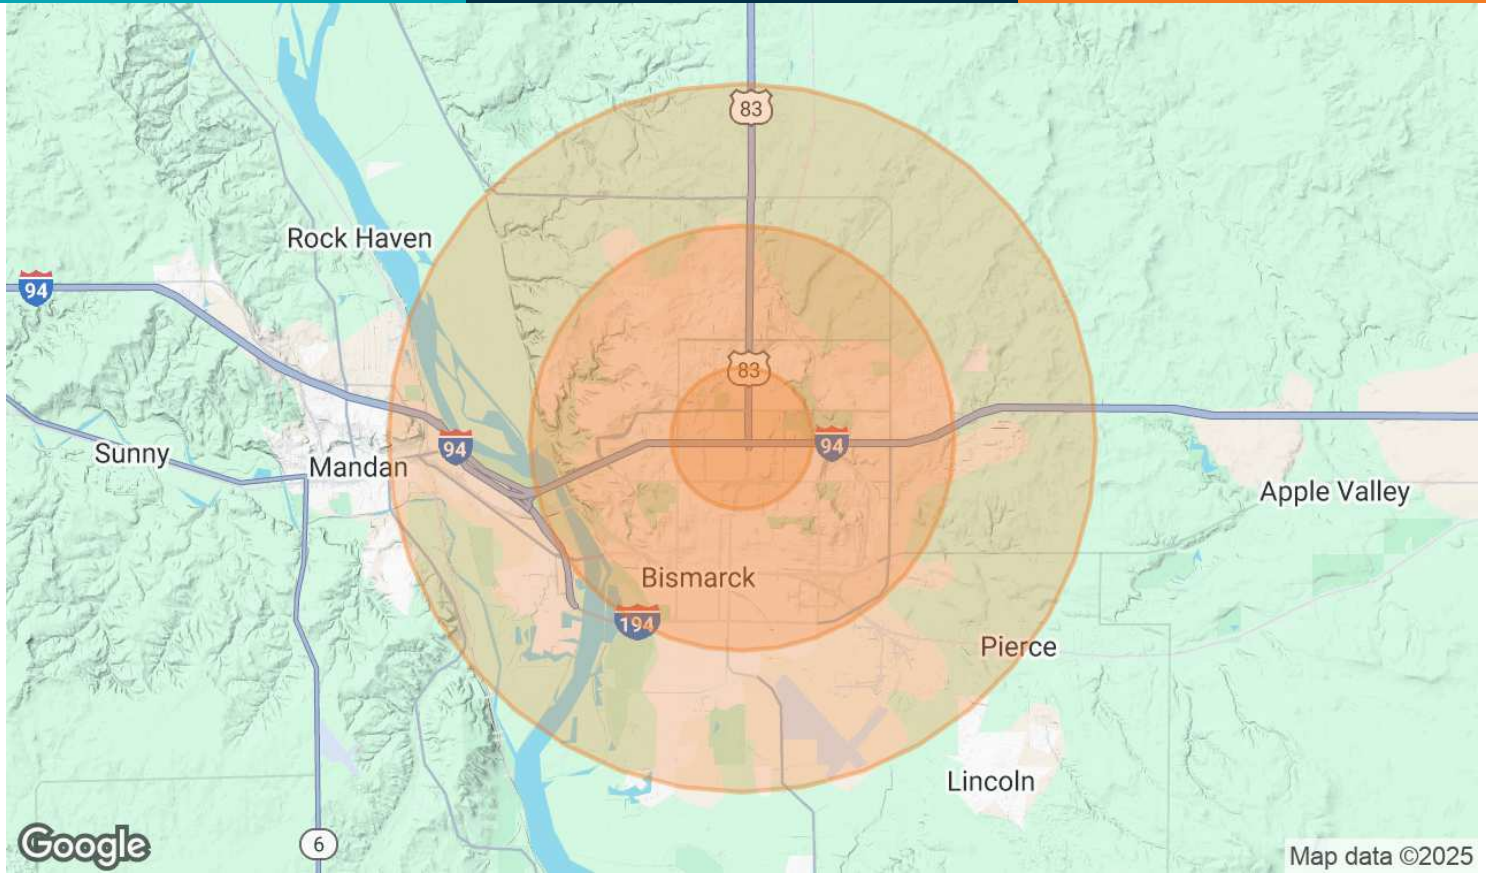 83
Rock Haven
94
83
94
94
Sunny
Mandan
Apple Valley
Bismarck
194
Pierce
Lincoln
Google
6
Map data ©2025